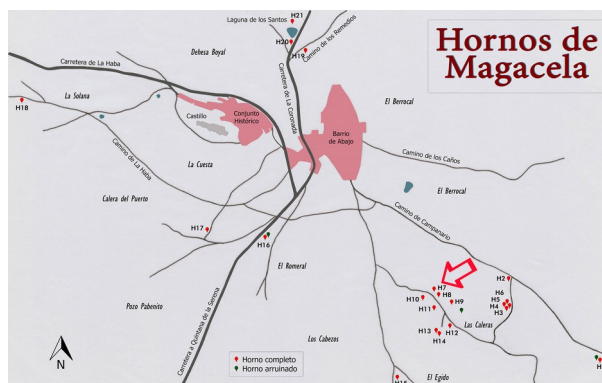 Hornos de
Magacela
H21
Laguna de los Santos
H20
H19
Camino de los Remedios
Dehesa Boyal
Carretera de La Haba
Carretera de La Coronada
La Solana
H18
Castillo
Conjunto
Histórico
Barrio
de Abajo
El Berrocal
Camino de los Caños
La Cuesta
Camino de La Haba
El Berrocal
Calera del Puerto
Camino de Campanario
H17
H16
El Romeral
H2
H7
H8
H6
H5
H4
H3
H10
H9
H11
Las Caleras
H13
H12
H14
Pozo Pabenito
Carretera a Quintana de la Serena
Los Cabezos
N
Horno completo
Horno arruinado
El Egido